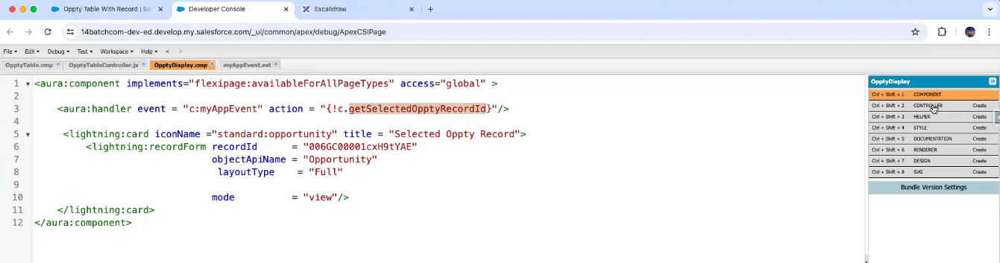 Oppty Table With Record | Sa
Developer Console
Excalidraw
14batchcom-dev-ed.develop.my.salesforce.com/_ui/common/apex/debug/ApexCSIPage
File Edit Debug Test Workspace Help < >
OpptyTable.cmp OpptyTableController.js OpptyDisplay.cmp myAppEvent.evt
1 <aura:component implements="flexipage:availableForAllPageTypes" access="global" >
2
3 <aura:handler event = "c:myAppEvent" action = "{!c.getSelectedOpptyRecordId}"/>
4
5 <lightning:card iconName ="standard:opportunity" title = "Selected Oppty Record">
6 <lightning:recordForm recordId = "006GC00001cxH9tYAE"
7 objectApiName = "Opportunity"
8 layoutType = "Full"
9
10 mode = "view"/>
11 </lightning:card>
12 </aura:component>
OpptyDisplay
Ctrl + Shift + 1 COMPONENT
Ctrl + Shift + 2 CONTROLLER Create
Ctrl + Shift + 3 HELPER Create
Ctrl + Shift + 4 STYLE Create
Ctrl + Shift + 5 DOCUMENTATION Create
Ctrl + Shift + 6 RENDERER Create
Ctrl + Shift + 7 DESIGN Create
Ctrl + Shift + 8 SVG Create
Bundle Version Settings